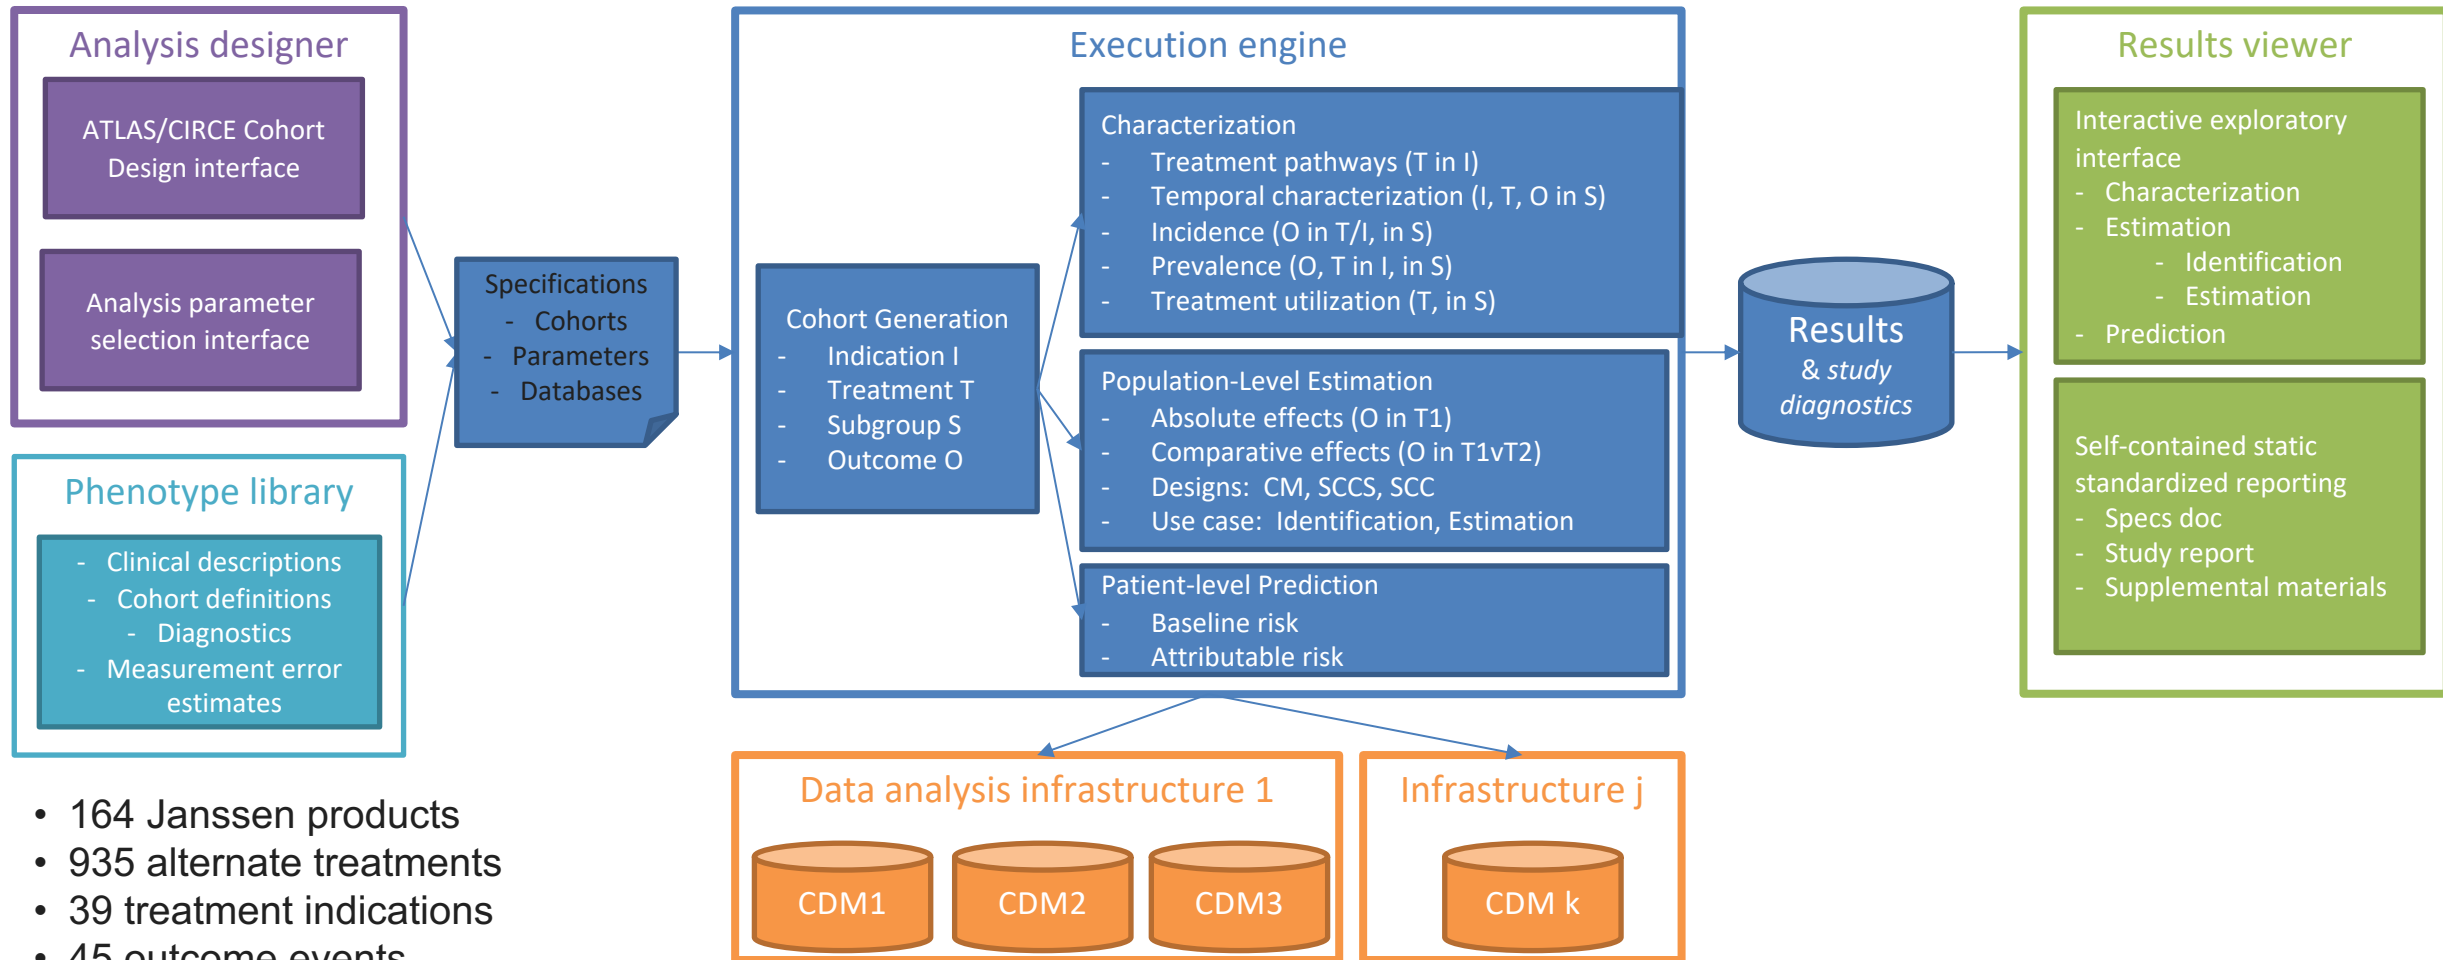 Analysis designer
ATLAS/CIRCE Cohort
Design interface
Analysis parameter
selection interface
Phenotype library
- Clinical descriptions
- Cohort definitions
- Diagnostics
- Measurement error
estimates
Specifications
- Cohorts
- Parameters
- Databases
Execution engine
Cohort Generation
- Indication I
- Treatment T
- Subgroup S
- Outcome O
Characterization
- Treatment pathways (T in I)
- Temporal characterization (I, T, O in S)
- Incidence (O in T/I, in S)
- Prevalence (O, T in I, in S)
- Treatment utilization (T, in S)
Population-Level Estimation
- Absolute effects (O in T1)
- Comparative effects (O in T1vT2)
- Designs: CM, SCCS, SCC
- Use case: Identification, Estimation
Patient-level Prediction
- Baseline risk
- Attributable risk
Results
& study
diagnostics
Results viewer
Interactive exploratory
interface
- Characterization
- Estimation
- Identification
- Estimation
- Prediction
Self-contained static
standardized reporting
- Specs doc
- Study report
- Supplemental materials
Data analysis infrastructure 1
CDM1
CDM2
CDM3
Infrastructure j
CDM k
• 164 Janssen products
• 935 alternate treatments
• 39 treatment indications
• 45 outcome events